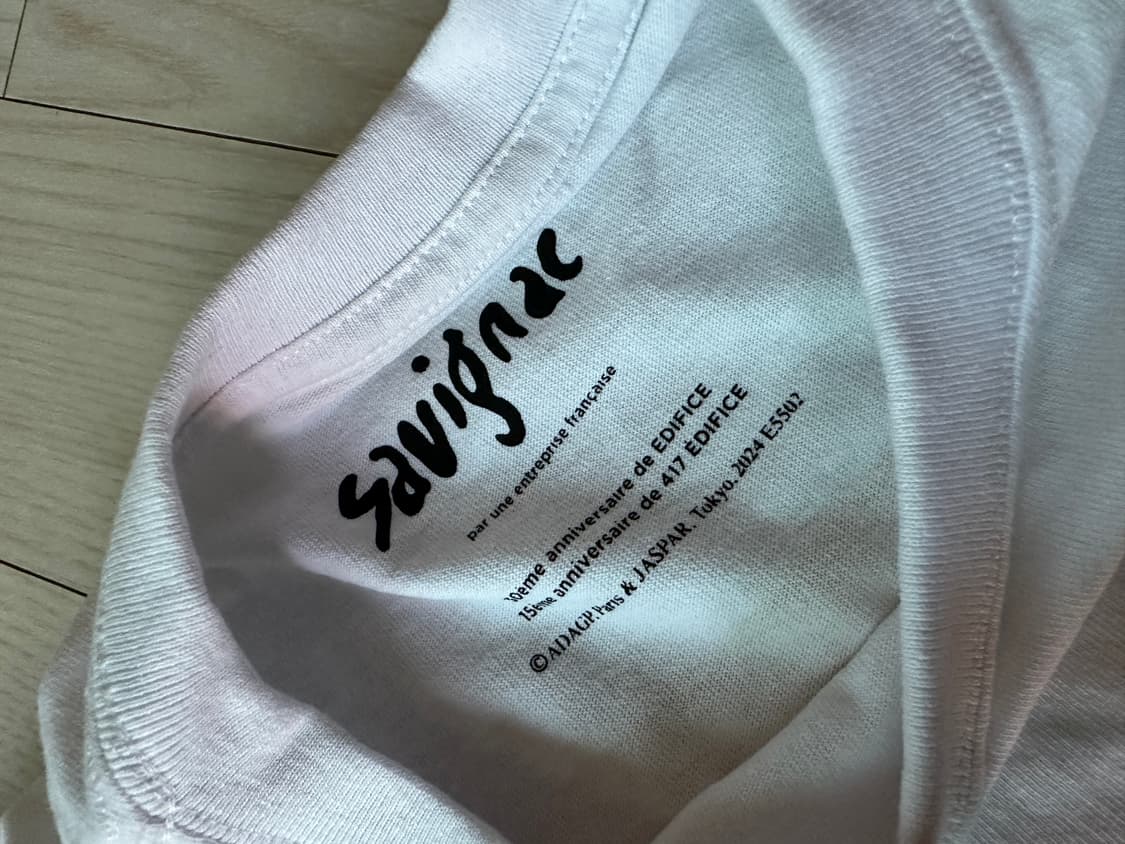 Savignac
par une entreprise française
anniversaire de EDIFICE
15ème anniversaire de 417 EDIFICE
©ADAGP, Paris & JASPAR, Tokyo, 2024 E5502